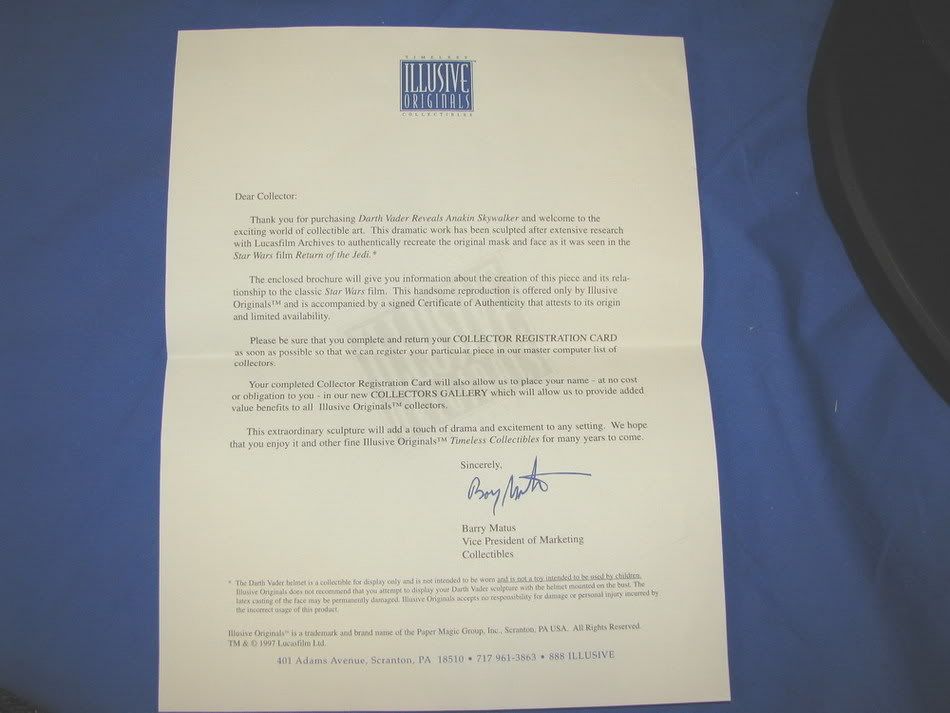 TIMELESS
ILLUSIVE™
ORIGINALS
COLLECTIBLES
Dear Collector:
Thank you for purchasing Darth Vader Reveals Anakin Skywalker and welcome to the
exciting world of collectible art. This dramatic work has been sculpted after extensive research
with Lucasfilm Archives to authentically recreate the original mask and face as it was seen in the
Star Wars film Return of the Jedi.*
The enclosed brochure will give you information about the creation of this piece and its rela-
tionship to the classic Star Wars film. This handsome reproduction is offered only by Illusive
Originals™ and is accompanied by a signed Certificate of Authenticity that attests to its origin
and limited availability.
Please be sure that you complete and return your COLLECTOR REGISTRATION CARD
as soon as possible so that we can register your particular piece in our master computer list of
collectors.
Your completed Collector Registration Card will also allow us to place your name - at no cost
or obligation to you - in our new COLLECTORS GALLERY which will allow us to provide added
value benefits to all Illusive Originals™ collectors.
This extraordinary sculpture will add a touch of drama and excitement to any setting. We hope
that you enjoy it and other fine Illusive Originals™ Timeless Collectibles for many years to come.
Sincerely,
Barry Matus
Vice President of Marketing
Collectibles
* The Darth Vader helmet is a collectible for display only and is not intended to be worn and is not a toy intended to be used by children.
Illusive Originals does not recommend that you attempt to display your Darth Vader sculpture with the helmet mounted on the bust. The
latex casting of the face may be permanently damaged. Illusive Originals accepts no responsibility for damage or personal injury incurred by
the incorrect usage of this product.
Illusive Originals™ is a trademark and brand name of the Paper Magic Group, Inc., Scranton, PA USA. All Rights Reserved.
TM & © 1997 Lucasfilm Ltd.
401 Adams Avenue, Scranton, PA 18510 • 717 961-3863 • 888 ILLUSIVE